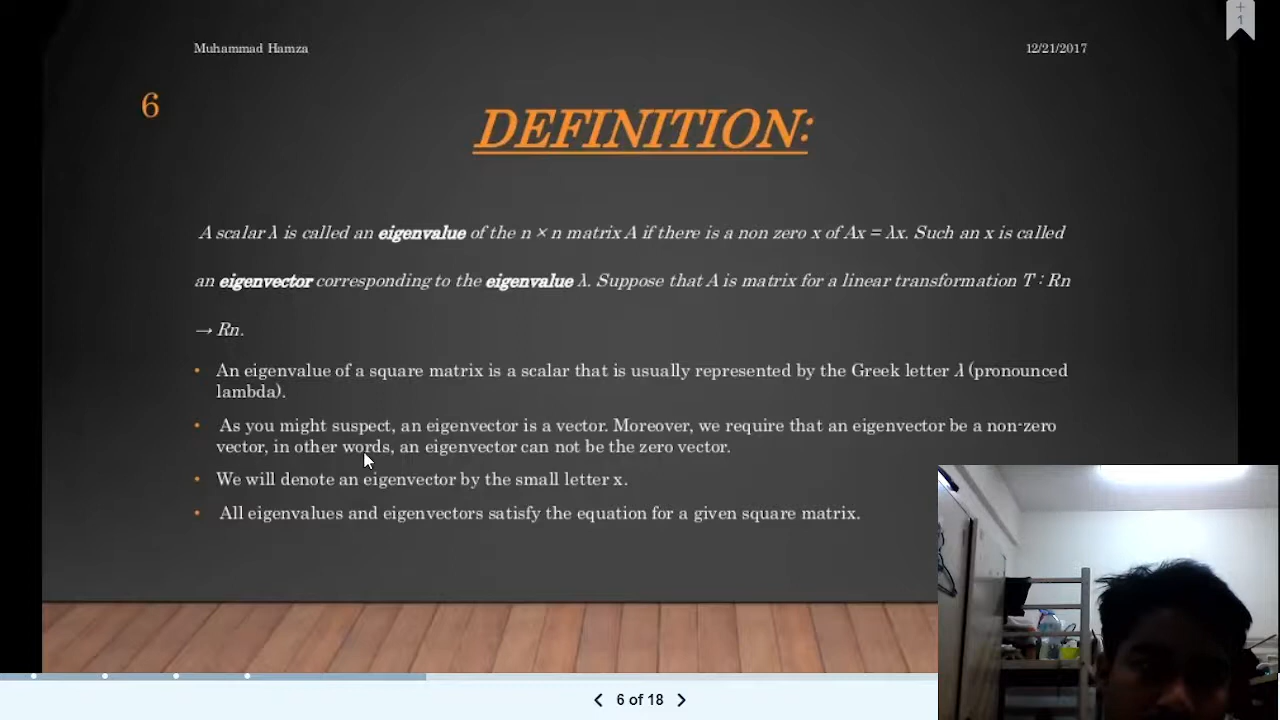 +
1
Muhammad Hamza 12/21/2017
6
DEFINITION:
A scalar λ is called an eigenvalue of the n × n matrix A if there is a non zero x of Ax = λx. Such an x is called
an eigenvector corresponding to the eigenvalue λ. Suppose that A is matrix for a linear transformation T : Rn
→ Rn.
• An eigenvalue of a square matrix is a scalar that is usually represented by the Greek letter λ (pronounced
lambda).
• As you might suspect, an eigenvector is a vector. Moreover, we require that an eigenvector be a non-zero
vector, in other words, an eigenvector can not be the zero vector.
• We will denote an eigenvector by the small letter x.
• All eigenvalues and eigenvectors satisfy the equation for a given square matrix.
6 of 18